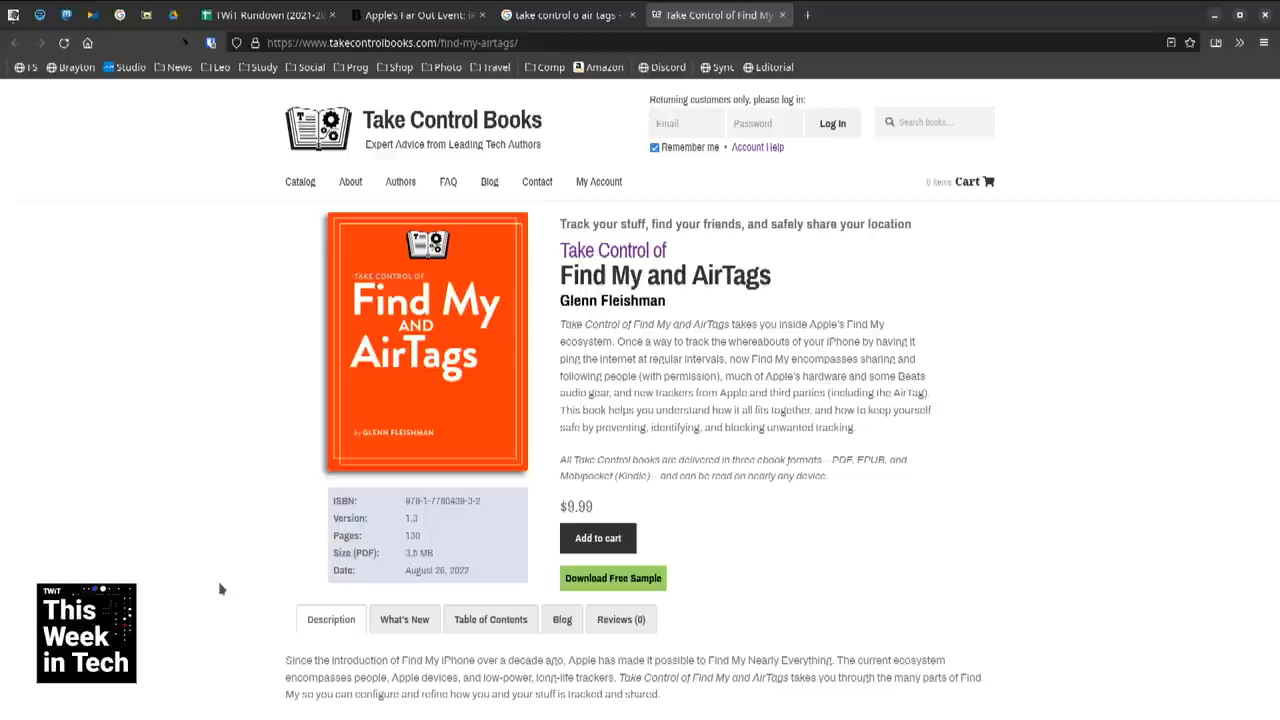 TWiT Rundown (2021-20
Apple's Far Out Event: iP
take control o air tags -
Take Control of Find My
https://www.takecontrolbooks.com/find-my-airtags/
TS Brayton Studio News Leo Study Social Prog Shop Photo Travel Comp Amazon Discord Sync Editorial
Returning customers only, please log in:
Take Control Books
Expert Advice from Leading Tech Authors
Email Password Log In
Search books...
Remember me • Account Help
Catalog About Authors FAQ Blog Contact My Account
0 items Cart
TAKE CONTROL OF
Find My
AND
AirTags
by GLENN FLEISHMAN
Track your stuff, find your friends, and safely share your location
Take Control of
Find My and AirTags
Glenn Fleishman
Take Control of Find My and AirTags takes you inside Apple's Find My
ecosystem. Once a way to track the whereabouts of your iPhone by having it
ping the internet at regular intervals, now Find My encompasses sharing and
following people (with permission), much of Apple's hardware and some Beats
audio gear, and new trackers from Apple and third parties (including the AirTag).
This book helps you understand how it all fits together, and how to keep yourself
safe by preventing, identifying, and blocking unwanted tracking.
All Take Control books are delivered in three ebook formats—PDF, EPUB, and
Mobipocket (Kindle)—and can be read on nearly any device.
$9.99
Add to cart
Download Free Sample
ISBN: 978-1-7780439-3-2
Version: 1.3
Pages: 130
Size (PDF): 3.5 MB
Date: August 26, 2022
TWiT
This
Week
in Tech
Description What's New Table of Contents Blog Reviews (0)
Since the introduction of Find My iPhone over a decade ago, Apple has made it possible to Find My Nearly Everything. The current ecosystem
encompasses people, Apple devices, and low-power, long-life trackers. Take Control of Find My and AirTags takes you through the many parts of Find
My so you can configure and refine how you and your stuff is tracked and shared.